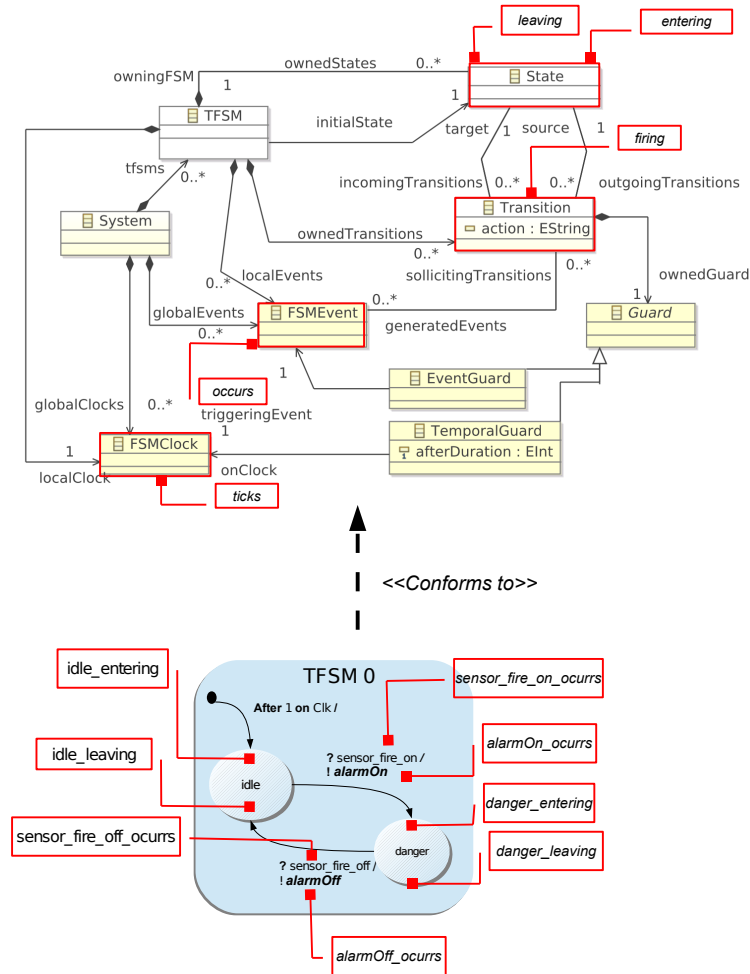 leaving
entering
ownedStates
0..*
owningFSM
1
State
TFSM
initialState
1
target
1
source
1
firing
tfsms
0..*
incomingTransitions
0..*
0..*
outgoingTransitions
System
Transition
action : EString
ownedTransitions
0..*
sollicitingTransitions
0..*
localEvents
0..*
ownedGuard
globalEvents
0..*
FSMEvent
0..*
generatedEvents
1
Guard
occurs
1
EventGuard
globalClocks
0..*
triggeringEvent
TemporalGuard
afterDuration : EInt
1
FSMClock
1
localClock
onClock
ticks
<<Conforms to>>
idle_entering
TFSM 0
sensor_fire_on_ocurrs
After 1 on Clk /
idle_leaving
alarmOn_ocurrs
? sensor_fire_on /
! alarmOn
idle
danger_entering
sensor_fire_off_ocurrs
danger
danger_leaving
? sensor_fire_off /
! alarmOff
alarmOff_ocurrs